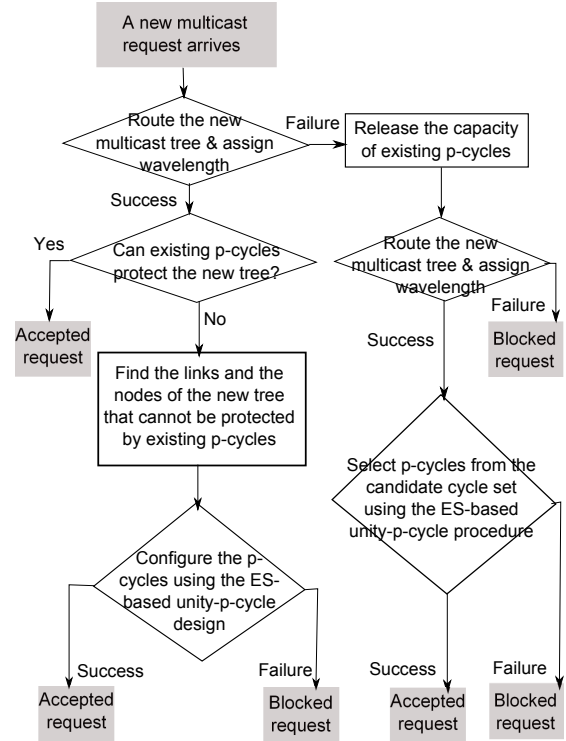 A new multicast
request arrives
Route the new
multicast tree & assign
wavelength
Failure
Release the capacity
of existing p-cycles
Success
Yes
Can existing p-cycles
protect the new tree?
Route the new
multicast tree & assign
wavelength
Failure
Accepted
request
No
Success
Blocked
request
Find the links and the
nodes of the new tree
that cannot be protected
by existing p-cycles
Select p-cycles from the
candidate cycle set
using the ES-based
unity-p-cycle procedure
Configure the p-
cycles using the ES-
based unity-p-cycle
design
Success
Failure
Success
Failure
Accepted
request
Blocked
request
Accepted
request
Blocked
request